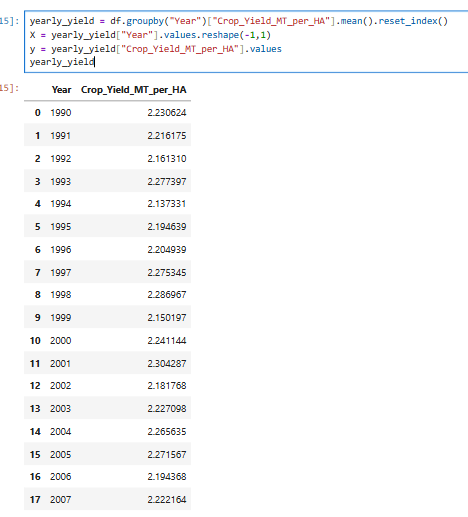 15]: yearly_yield = df.groupby("Year")["Crop_Yield_MT_per_HA"].mean().reset_index()
X = yearly_yield["Year"].values.reshape(-1,1)
y = yearly_yield["Crop_Yield_MT_per_HA"].values
yearly_yield
15]:
Year Crop_Yield_MT_per_HA
0 1990 2.230624
1 1991 2.216175
2 1992 2.161310
3 1993 2.277397
4 1994 2.137331
5 1995 2.194639
6 1996 2.204939
7 1997 2.275345
8 1998 2.286967
9 1999 2.150197
10 2000 2.241144
11 2001 2.304287
12 2002 2.181768
13 2003 2.227098
14 2004 2.265635
15 2005 2.271567
16 2006 2.194368
17 2007 2.222164